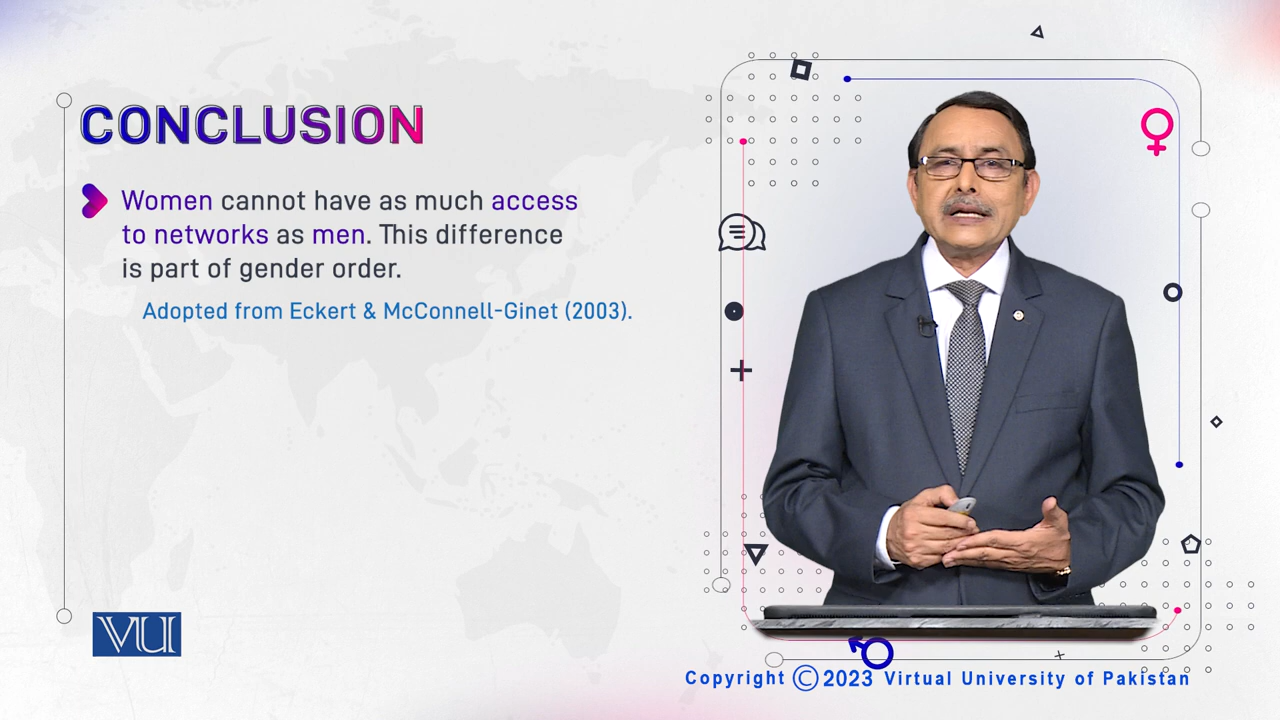 CONCLUSION
Women cannot have as much access
to networks as men. This difference
is part of gender order.
Adopted from Eckert & McConnell-Ginet (2003).
VU
Copyright ©2023 Virtual University of Pakistan